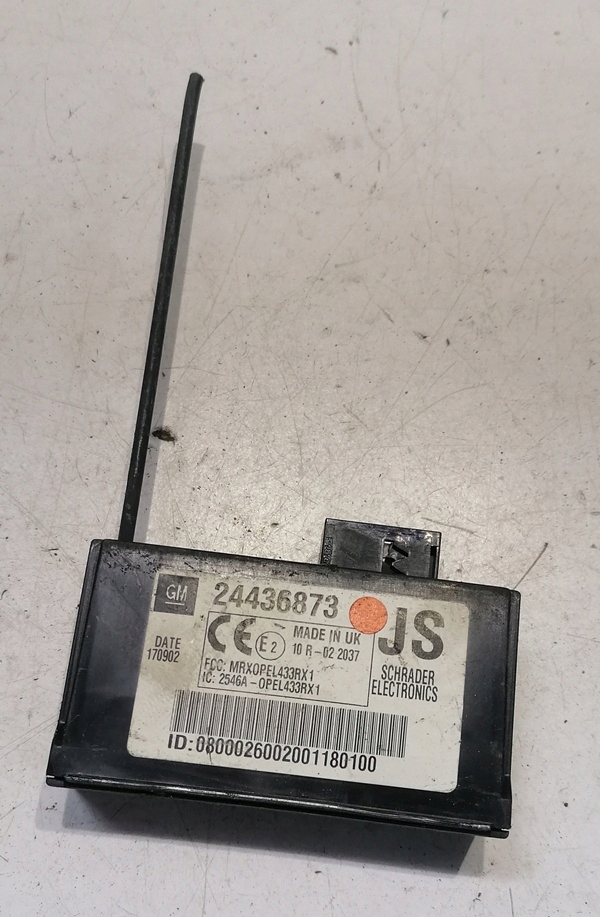 GM 24436873 JS
DATE
170902
CE E2 MADE IN UK
10 R - 02 2037
FCC: MRXOPEL433RX1
IC: 2546A - OPEL433RX1
SCHRADER
ELECTRONICS
ID: 0800026002001180100